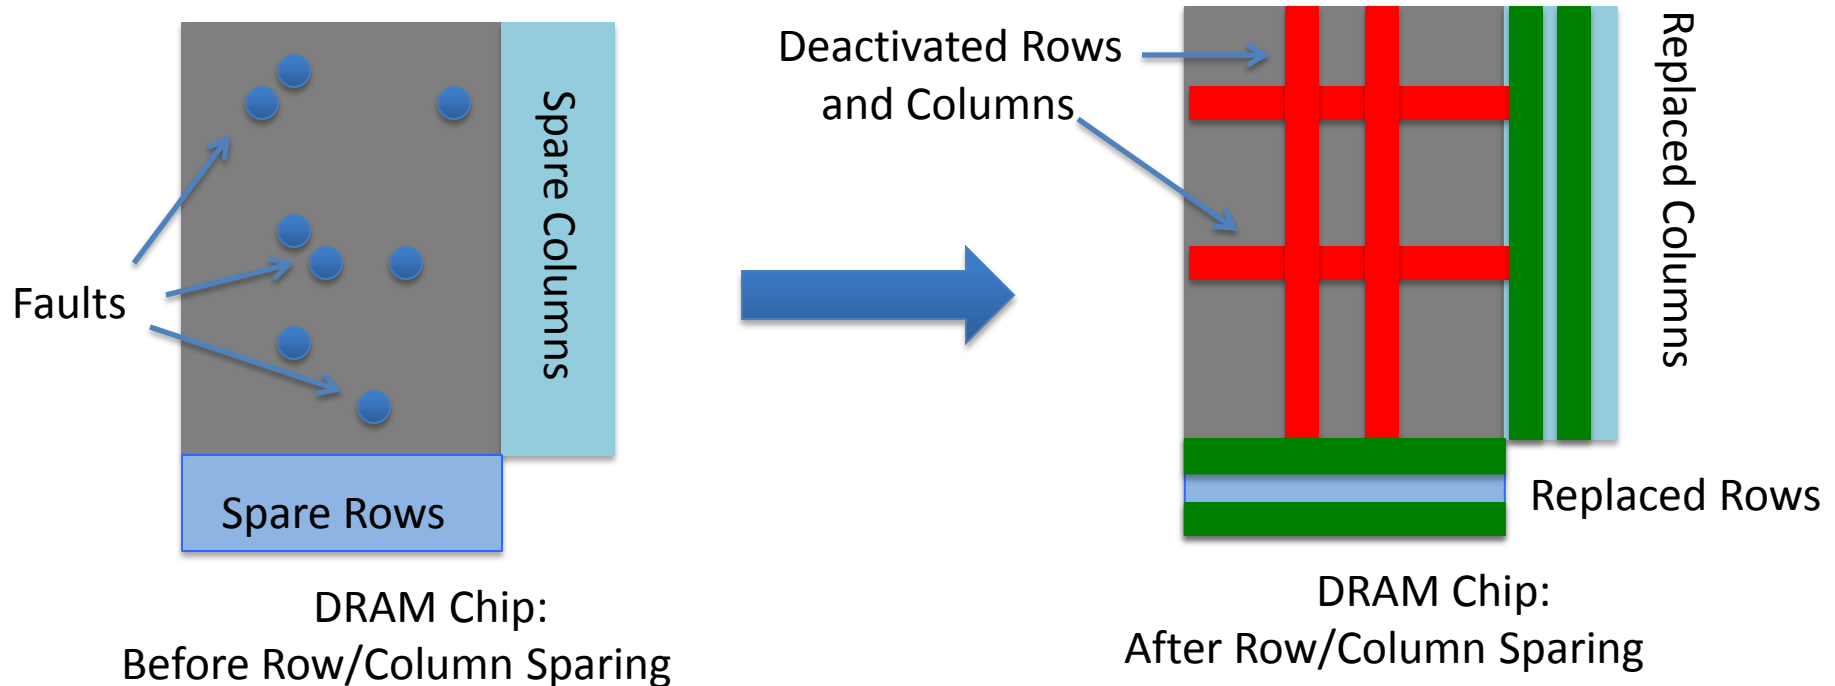 Faults
Spare Columns
Spare Rows
DRAM Chip:
Before Row/Column Sparing
Deactivated Rows
and Columns
Replaced Columns
Replaced Rows
DRAM Chip:
After Row/Column Sparing